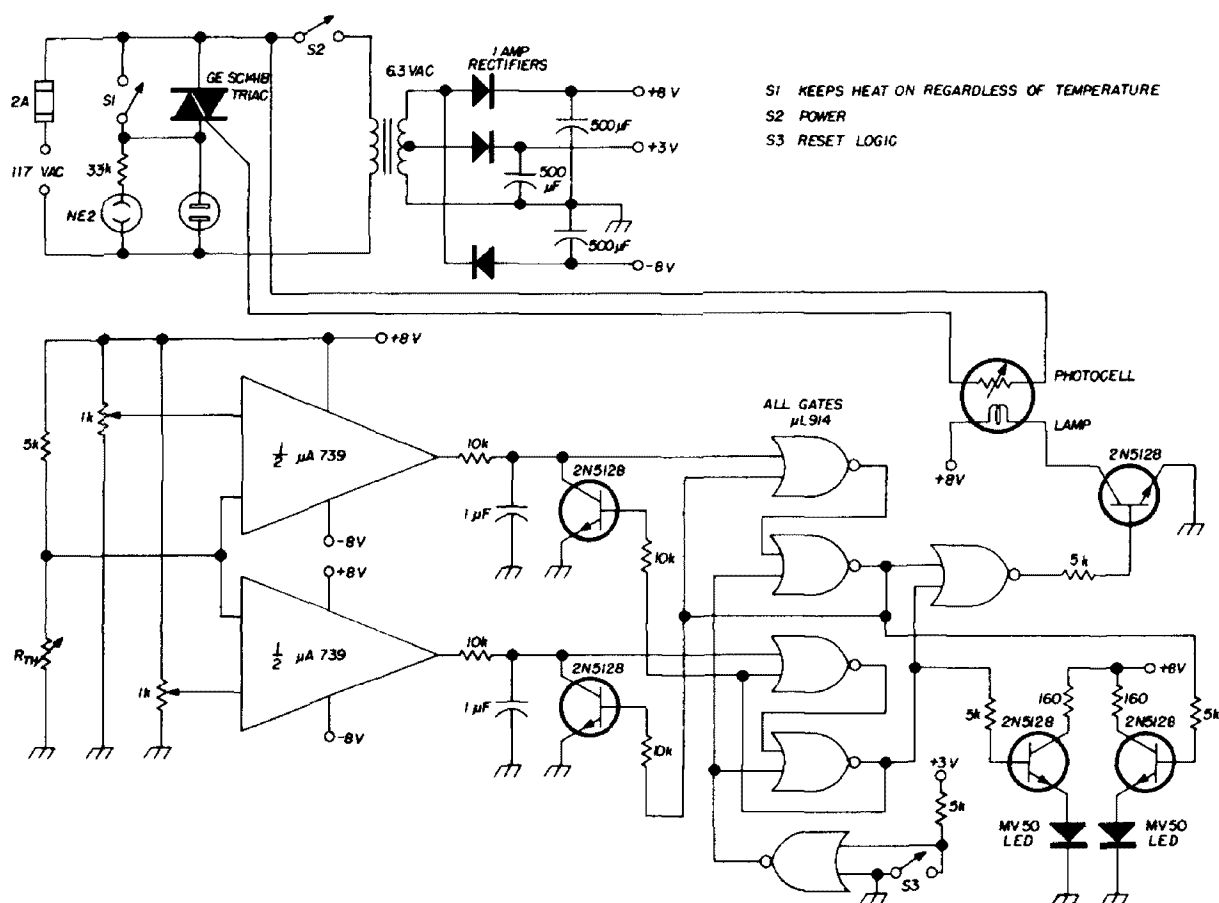 S2
1 AMP
RECTIFIERS
6.3 VAC
+8 V
500 µF
+3 V
500
µF
500 µF
-8 V
S1 KEEPS HEAT ON REGARDLESS OF TEMPERATURE
S2 POWER
S3 RESET LOGIC
2A
S1
GE SC141B
TRIAC
117 VAC
33k
NE2
+8 V
5k
1k
1/2 µA 739
-8 V
+8 V
10k
1 µF
2N5128
10k
ALL GATES
µL914
PHOTOCELL
LAMP
+8V
2N5128
5k
RTH
1k
1/2 µA 739
-8V
10k
1 µF
2N5128
10k
+3 V
5k
S3
+8V
5k
160
160
5k
2N5128
2N5128
MV50
LED
MV50
LED